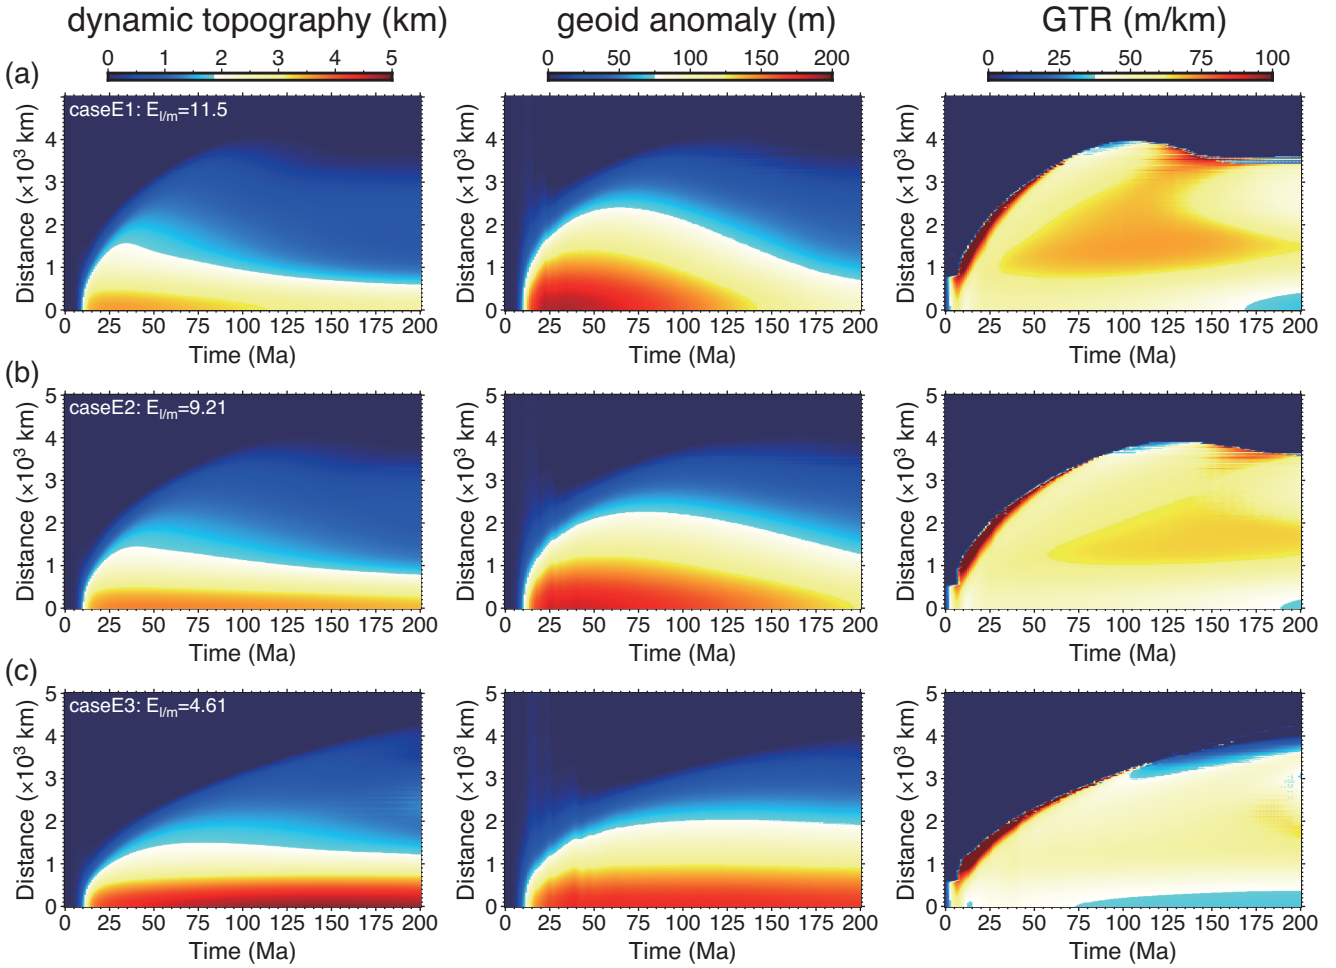 dynamic topography (km) geoid anomaly (m) GTR (m/km)
0 1 2 3 4 5 0 50 100 150 200 0 50 100
(a)
caseE1: El/m=11.5
Distance (×10³ km) Distance (×10³ km) Distance (×10³ km)
4 4 4
3 3 3
2 2 2
1 1 1
0 0 0
0 25 50 75 100 125 150 175 200 0 25 50 75 100 125 150 175 200 0 25 50 75 100 125 150 175 200
Time (Ma) Time (Ma) Time (Ma)
(b)
caseE2: El/m=9.21
Distance (×10³ km) Distance (×10³ km) Distance (×10³ km)
5 5 5
4 4 4
3 3 3
2 2 2
1 1 1
0 0 0
0 25 50 75 100 125 150 175 200 0 25 50 75 100 125 150 175 200 0 25 50 75 100 125 150 175 200
Time (Ma) Time (Ma) Time (Ma)
(c)
caseE3: El/m=4.61
Distance (×10³ km) Distance (×10³ km) Distance (×10³ km)
5 5 5
4 4 4
3 3 3
2 2 2
1 1 1
0 0 0
0 25 50 75 100 125 150 175 200 0 25 50 75 100 125 150 175 200 0 25 50 75 100 125 150 175 200
Time (Ma) Time (Ma) Time (Ma)